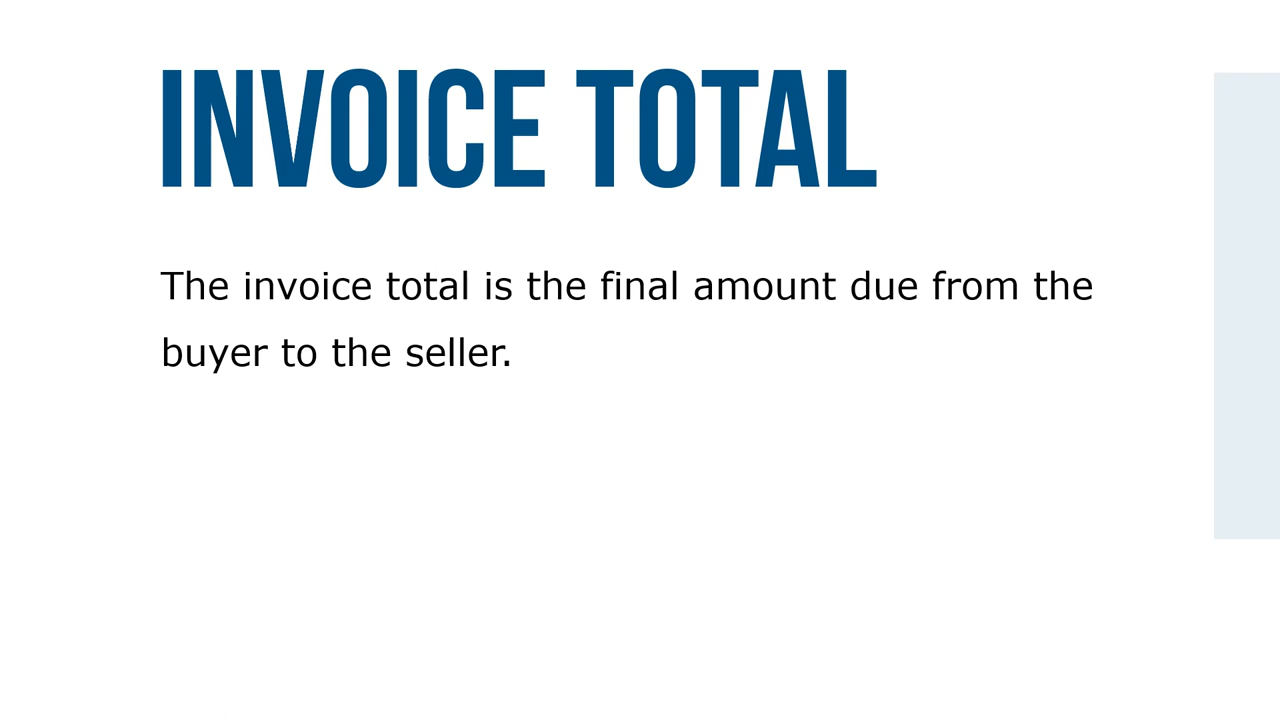 INVOICE TOTAL
The invoice total is the final amount due from the
buyer to the seller.